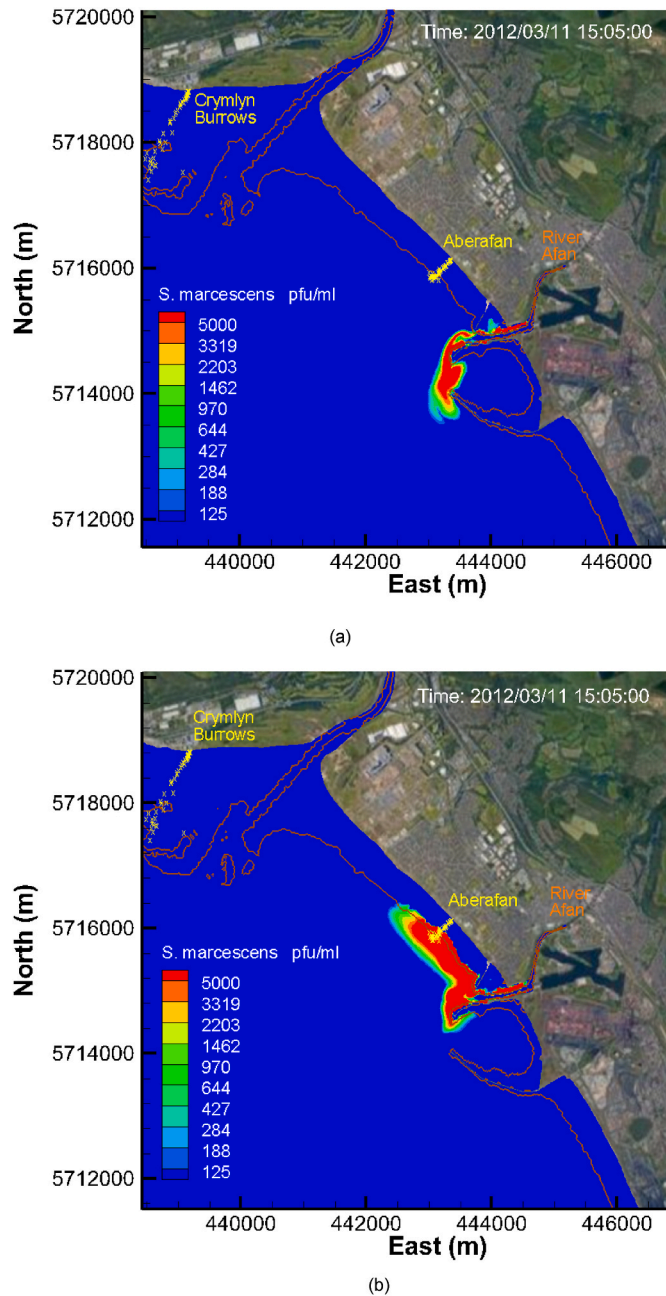 5720000
Time: 2012/03/11 15:05:00
Crymlyn
Burrows
5718000
North (m)
Aberafan
River
Afan
5716000
S. marcescens pfu/ml
5000
3319
2203
1462
970
644
427
284
188
125
5714000
5712000
440000 442000 444000 446000
East (m)
(a)
5720000
Time: 2012/03/11 15:05:00
Crymlyn
Burrows
5718000
North (m)
Aberafan
River
Afan
5716000
S. marcescens pfu/ml
5000
3319
2203
1462
970
644
427
284
188
125
5714000
5712000
440000 442000 444000 446000
East (m)
(b)